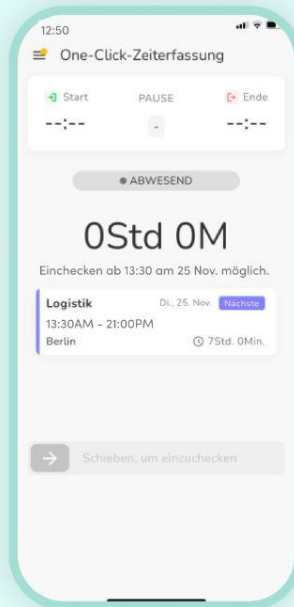 12:50
One-Click-Zeiterfassung
Start PAUSE Ende
--:-- - --:--
ABWESEND
0Std 0M
Einchecken ab 13:30 am 25 Nov. möglich.
Logistik Di., 25. Nov. Nächste
13:30AM - 21:00PM
Berlin 7Std. 0Min.
Schieben, um einzuchecken